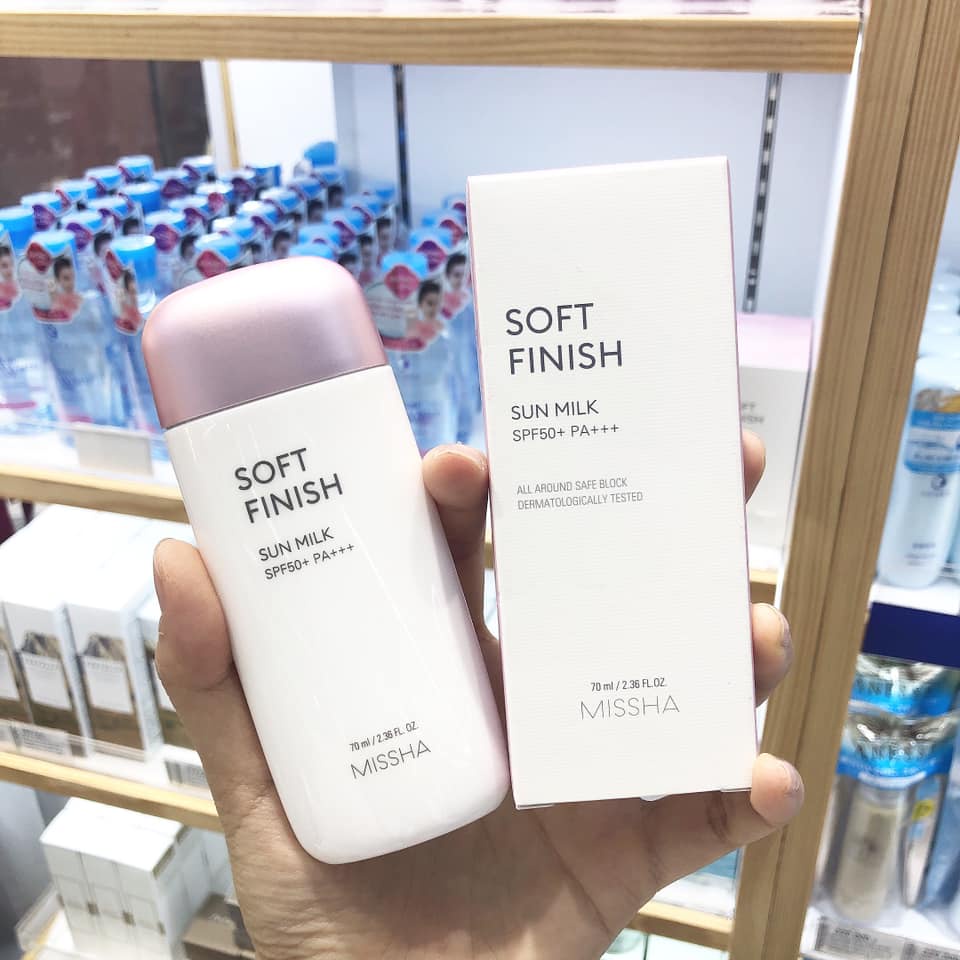 SOFT
FINISH
SUN MILK
SPF50+ PA+++
70 ml / 2.36 FL.OZ.
MISSHA
SOFT
FINISH
SUN MILK
SPF50+ PA+++
ALL AROUND SAFE BLOCK
DERMATOLOGICALLY TESTED
70 ml / 2.36 FL.OZ.
MISSHA